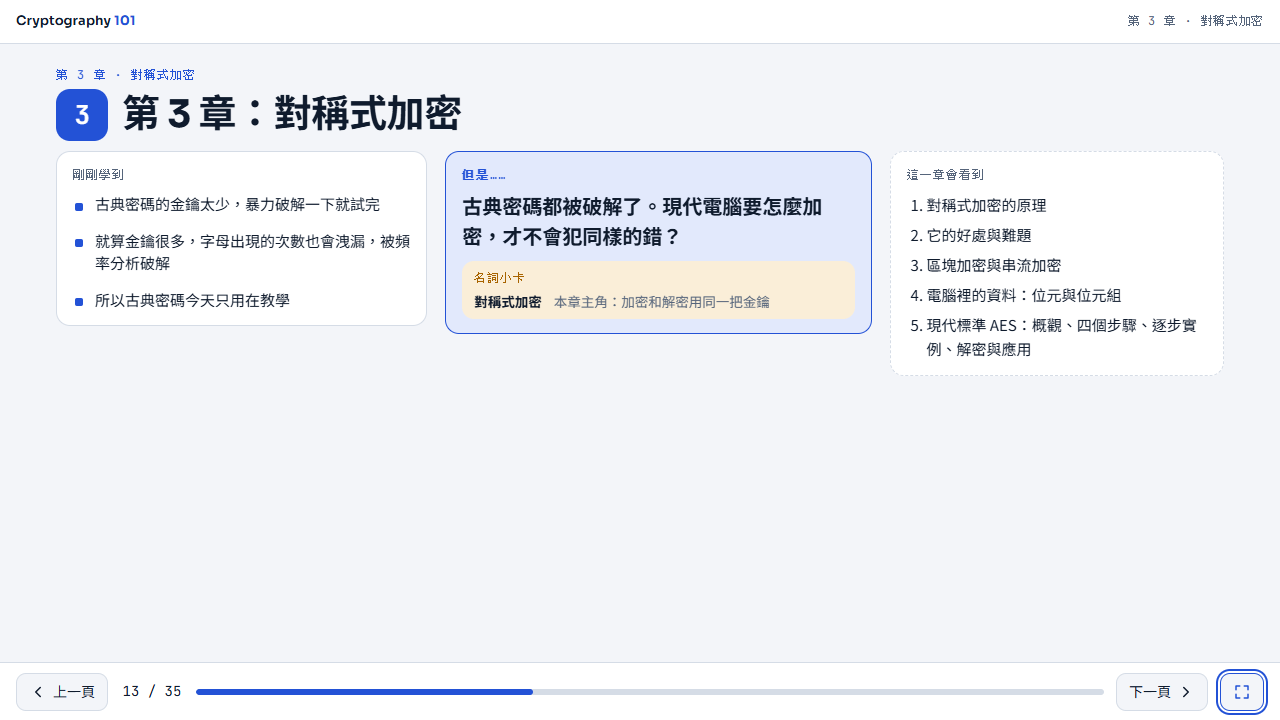 Cryptography 101
第 3 章 · 對稱式加密
第 3 章 · 對稱式加密
3
第 3 章：對稱式加密
剛剛學到
古典密碼的金鑰太少，暴力破解一下就試完
就算金鑰很多，字母出現的次數也會洩漏，被頻
率分析破解
所以古典密碼今天只用在教學
但是……
古典密碼都被破解了。現代電腦要怎麼加
密，才不會犯同樣的錯？
名詞小卡
對稱式加密 本章主角：加密和解密用同一把金鑰
這一章會看到
1. 對稱式加密的原理
2. 它的好處與難題
3. 區塊加密與串流加密
4. 電腦裡的資料：位元與位元組
5. 現代標準 AES：概觀、四個步驟、逐步實
例、解密與應用
上一頁
13 / 35
下一頁